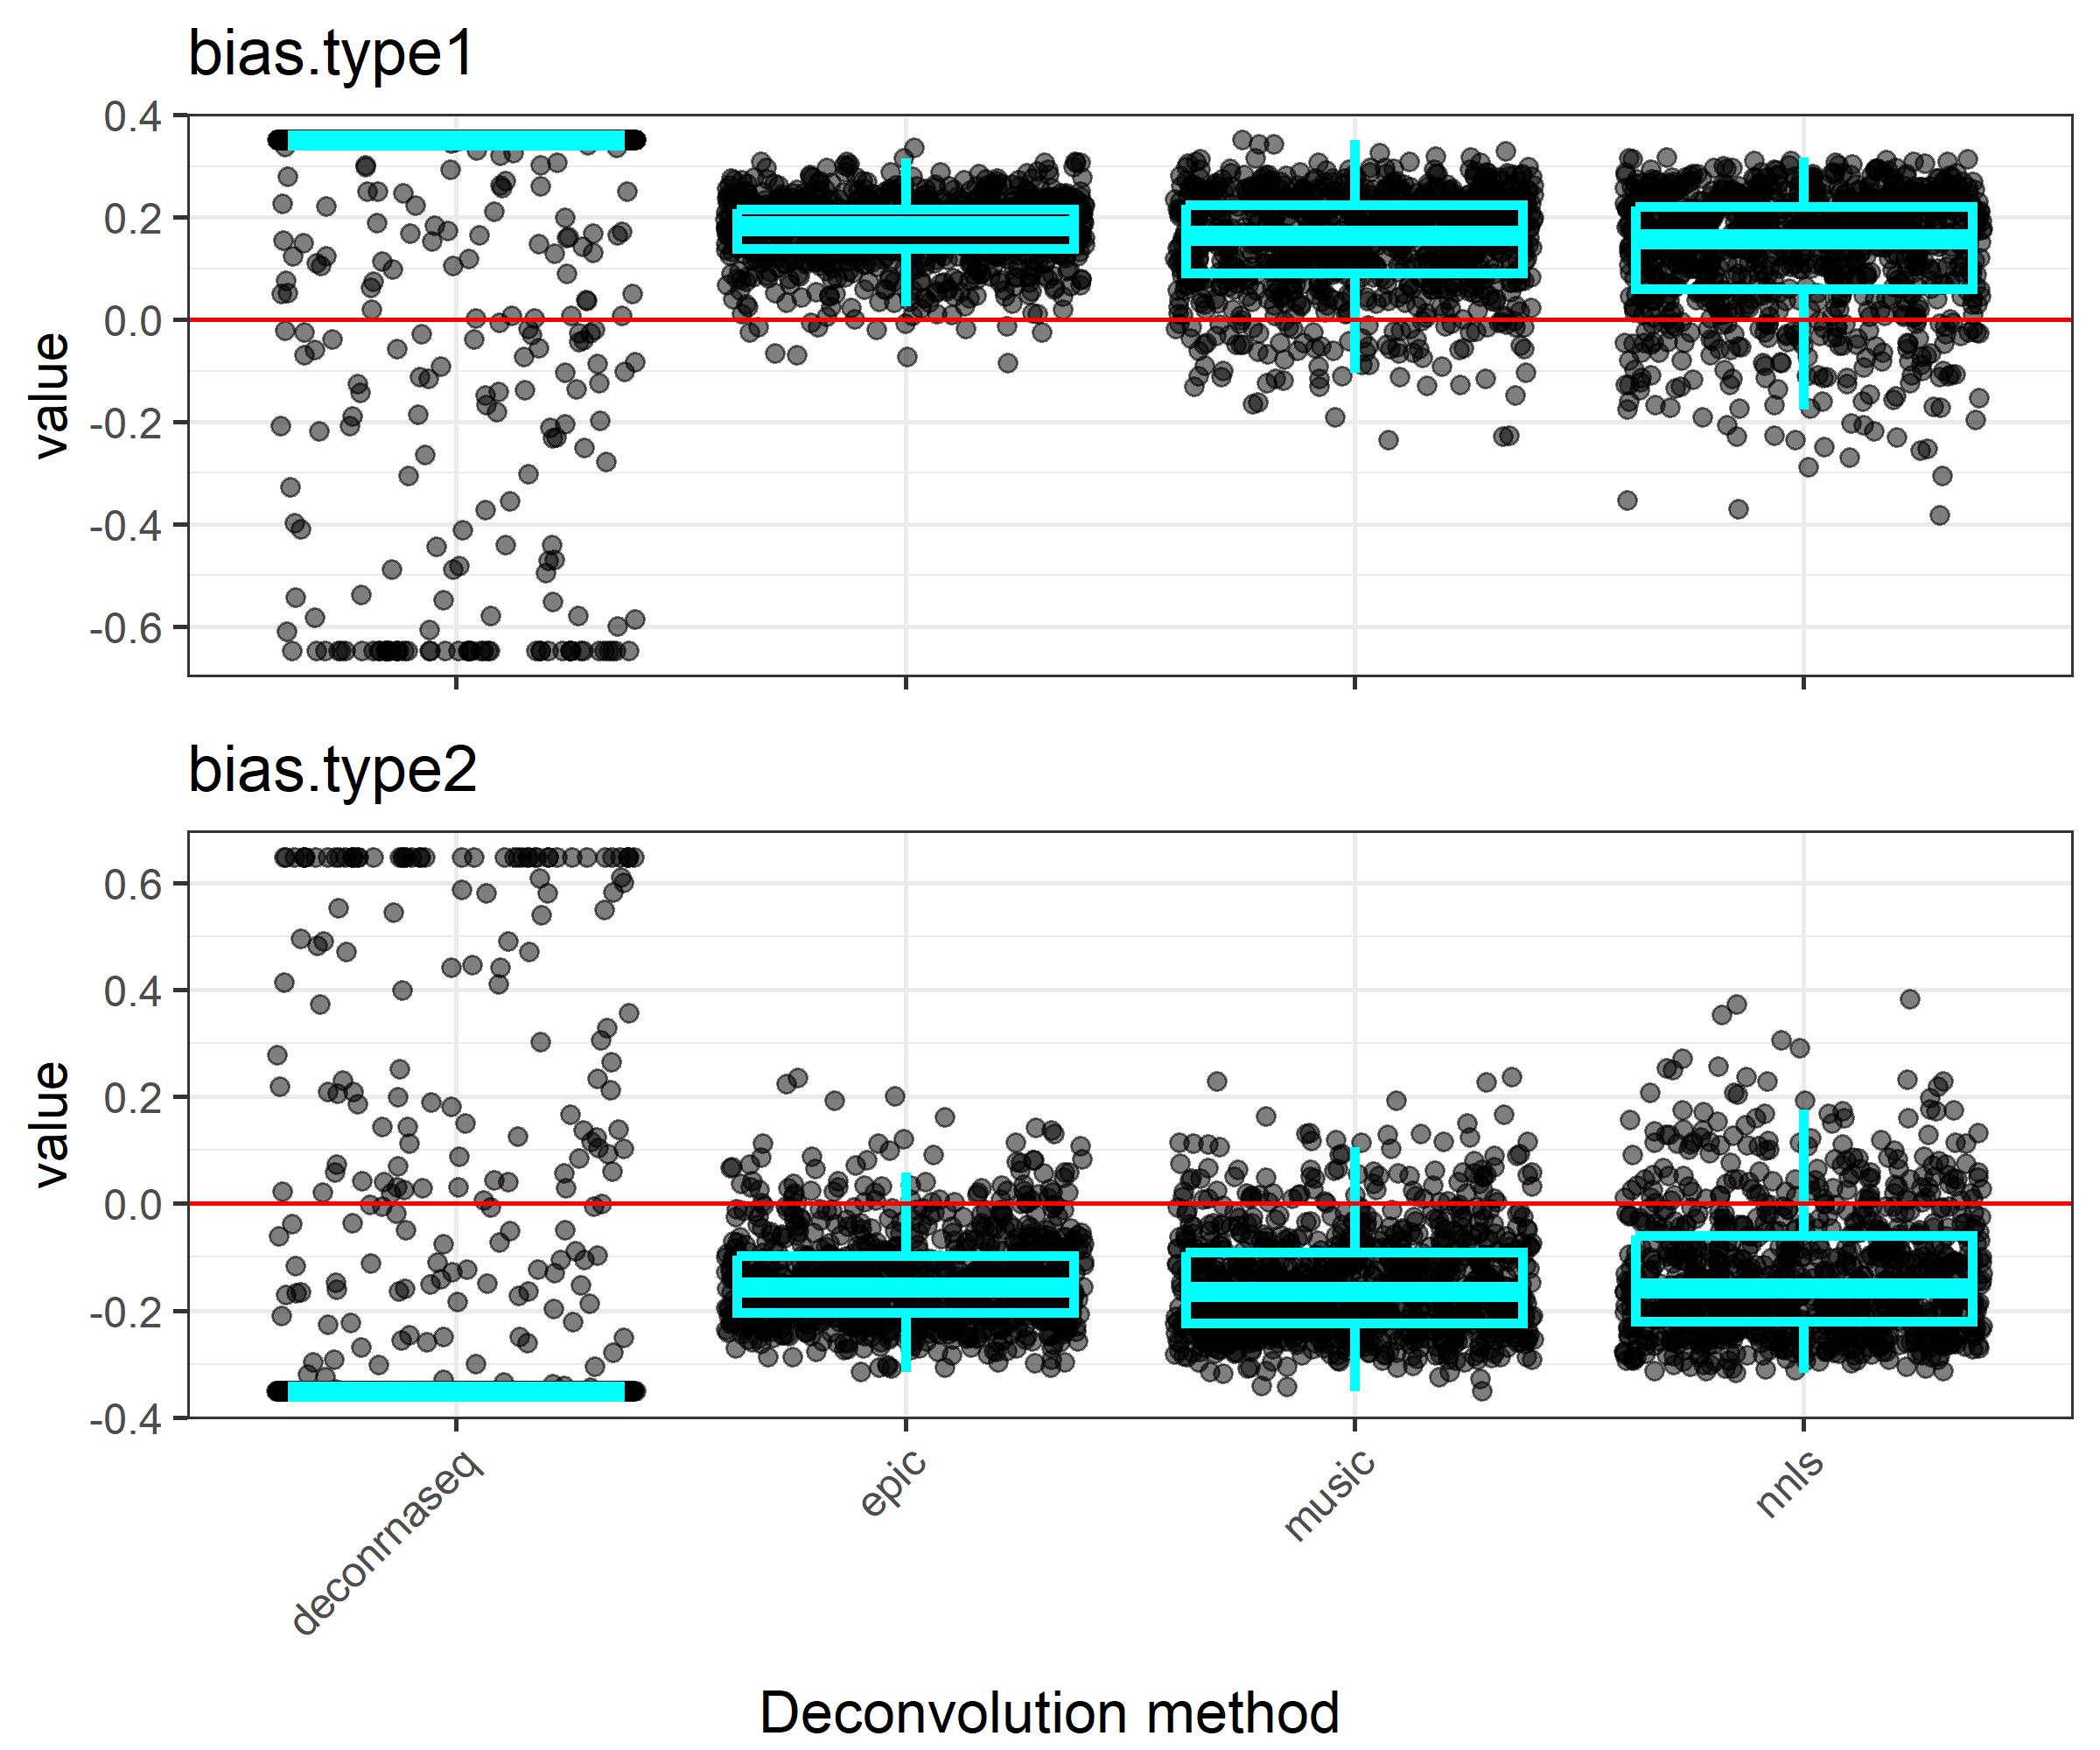 bias.type1
value
0.4
0.2
0.0
-0.2
-0.4
-0.6
bias.type2
value
0.6
0.4
0.2
0.0
-0.2
-0.4
deconrnaseq
epic
music
nnls
Deconvolution method